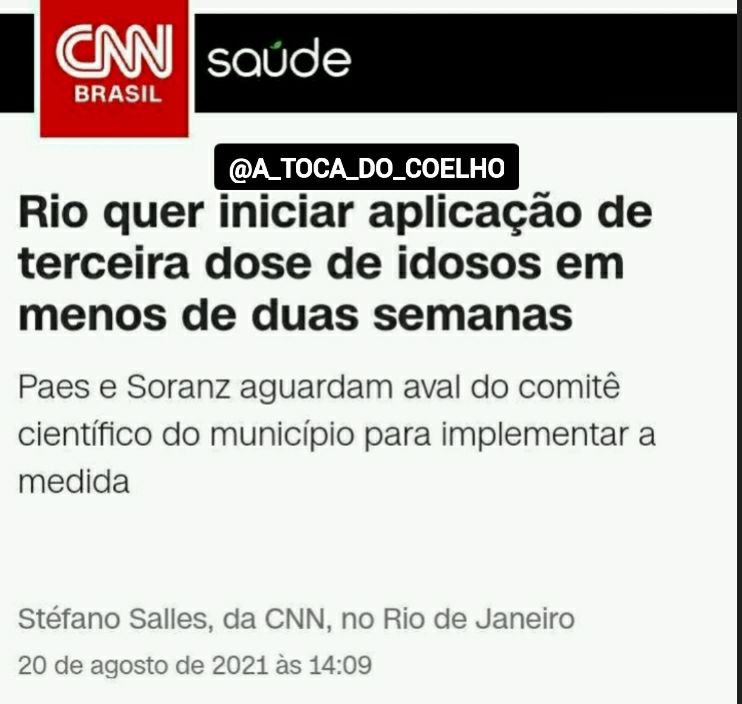 CNN
BRASIL
saúde
@A_TOCA_DO_COELHO
Rio quer iniciar aplicação de
terceira dose de idosos em
menos de duas semanas
Paes e Soranz aguardam aval do comitê
científico do município para implementar a
medida
Stéfano Salles, da CNN, no Rio de Janeiro
20 de agosto de 2021 às 14:09